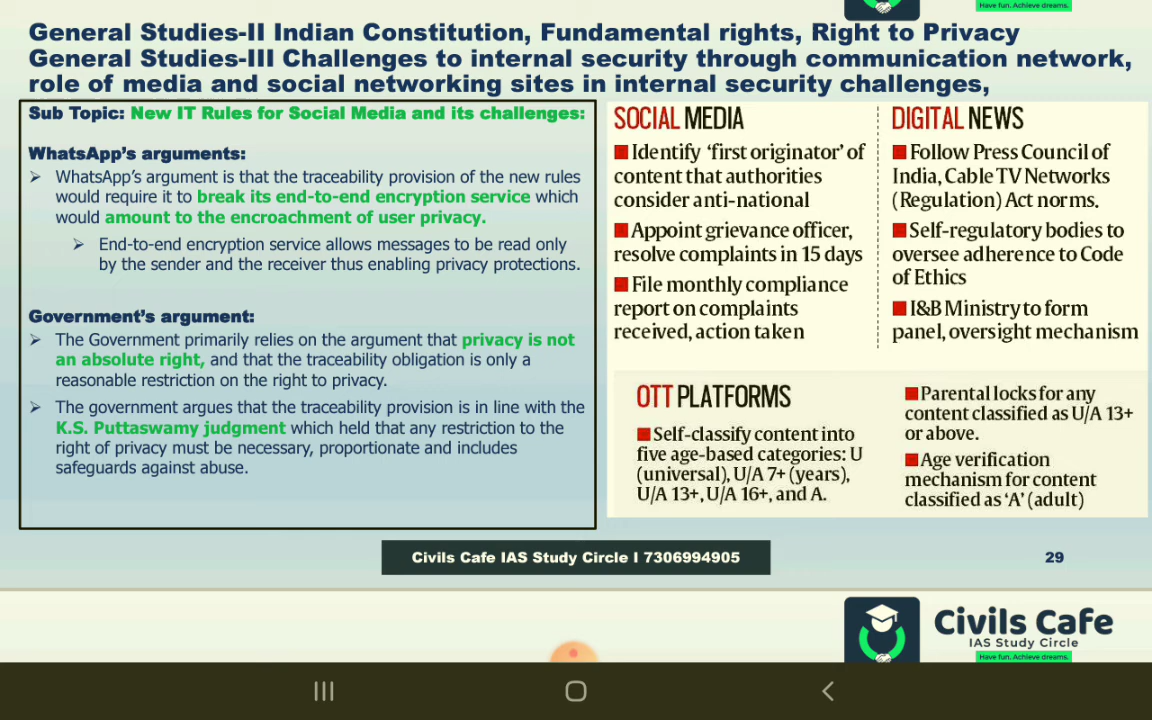 Have fun. Achieve dreams.
General Studies-II Indian Constitution, Fundamental rights, Right to Privacy
General Studies-III Challenges to internal security through communication network,
role of media and social networking sites in internal security challenges,
Sub Topic: New IT Rules for Social Media and its challenges:
WhatsApp's arguments:
WhatsApp's argument is that the traceability provision of the new rules
would require it to break its end-to-end encryption service which
would amount to the encroachment of user privacy.
End-to-end encryption service allows messages to be read only
by the sender and the receiver thus enabling privacy protections.
Government's argument:
The Government primarily relies on the argument that privacy is not
an absolute right, and that the traceability obligation is only a
reasonable restriction on the right to privacy.
The government argues that the traceability provision is in line with the
K.S. Puttaswamy judgment which held that any restriction to the
right of privacy must be necessary, proportionate and includes
safeguards against abuse.
SOCIAL MEDIA
Identify 'first originator' of
content that authorities
consider anti-national
Appoint grievance officer,
resolve complaints in 15 days
File monthly compliance
report on complaints
received, action taken
DIGITAL NEWS
Follow Press Council of
India, Cable TV Networks
(Regulation) Act norms.
Self-regulatory bodies to
oversee adherence to Code
of Ethics
I&B Ministry to form
panel, oversight mechanism
OTT PLATFORMS
Self-classify content into
five age-based categories: U
(universal), U/A 7+ (years),
U/A 13+, U/A 16+, and A.
Parental locks for any
content classified as U/A 13+
or above.
Age verification
mechanism for content
classified as 'A' (adult)
Civils Cafe IAS Study Circle I 7306994905
29
Civils Cafe
IAS Study Circle
Have fun. Achieve dreams.